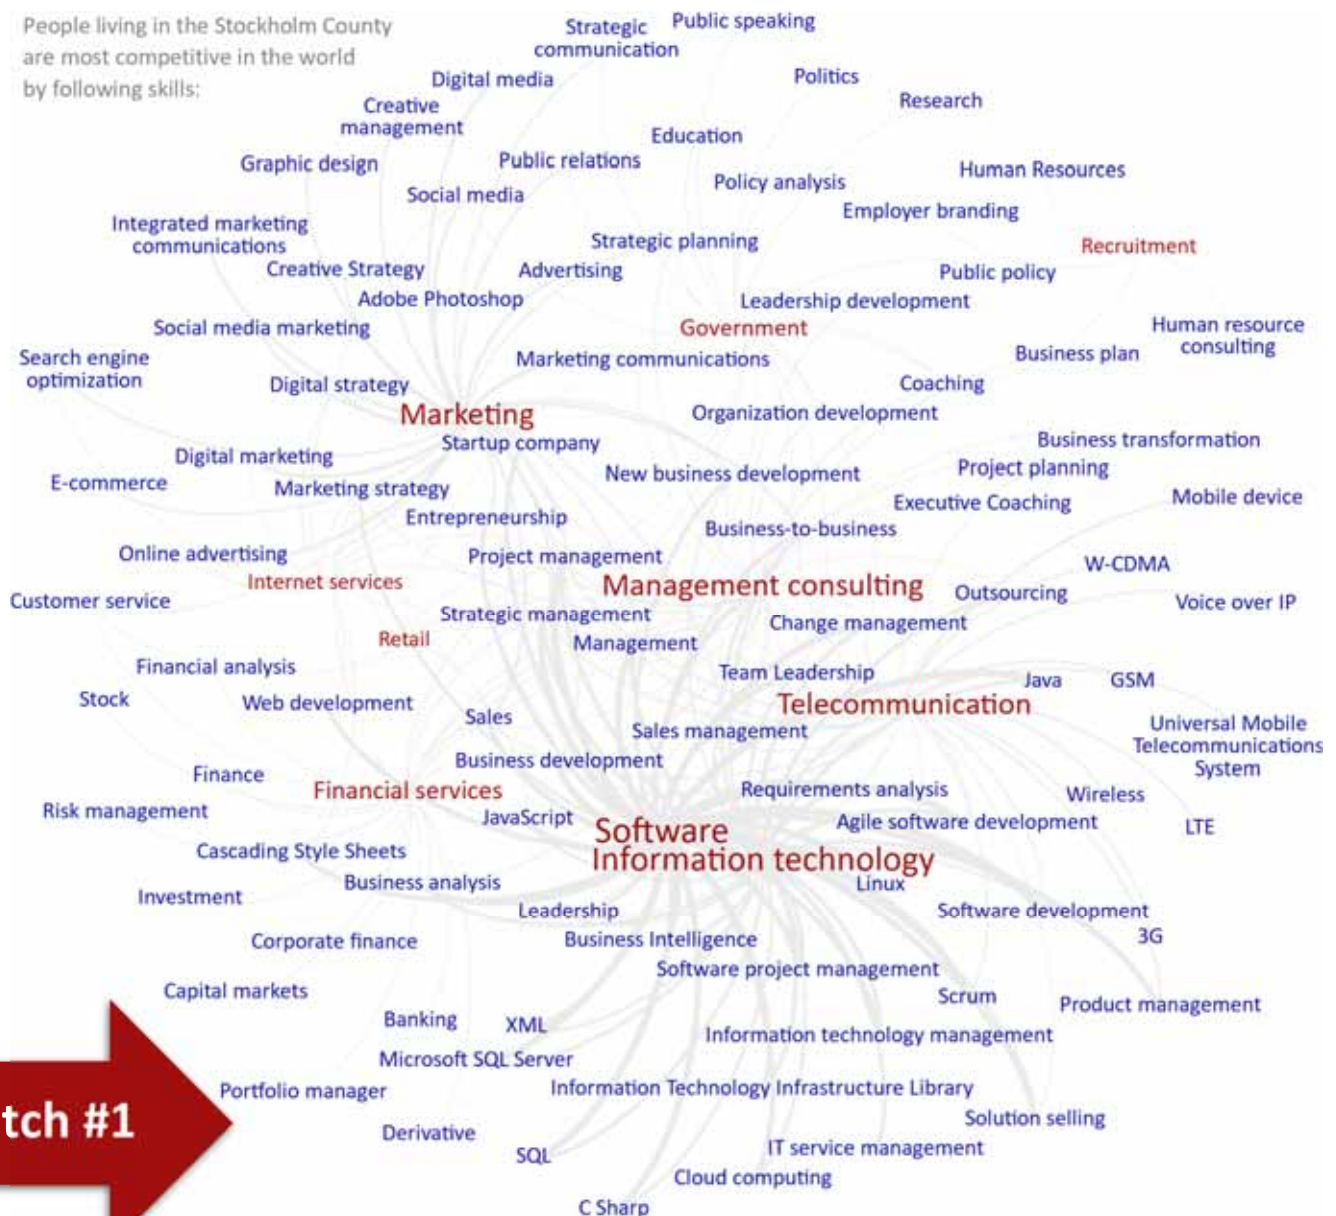 People living in the Stockholm County
are most competitive in the world
by following skills:
Strategic
communication
Public speaking
Digital media
Politics
Creative
management
Research
Education
Graphic design
Public relations
Human Resources
Policy analysis
Social media
Employer branding
Integrated marketing
communications
Strategic planning
Recruitment
Creative Strategy
Advertising
Public policy
Adobe Photoshop
Leadership development
Social media marketing
Government
Human resource
consulting
Search engine
optimization
Marketing communications
Business plan
Digital strategy
Coaching
Marketing
Organization development
Startup company
Business transformation
Digital marketing
New business development
Project planning
E-commerce
Marketing strategy
Executive Coaching
Mobile device
Entrepreneurship
Business-to-business
Online advertising
Project management
W-CDMA
Internet services
Management consulting
Outsourcing
Customer service
Voice over IP
Strategic management
Change management
Retail
Management
Financial analysis
Team Leadership
Java
GSM
Stock
Web development
Telecommunication
Sales
Sales management
Universal Mobile
Telecommunications
System
Business development
Finance
Financial services
Requirements analysis
Wireless
Risk management
JavaScript
Software
Agile software development
LTE
Cascading Style Sheets
Information technology
Business analysis
Linux
Investment
Leadership
Software development
Corporate finance
Business Intelligence
3G
Software project management
Capital markets
Scrum
Product management
Banking
XML
Information technology management
Microsoft SQL Server
Portfolio manager
Information Technology Infrastructure Library
tch #1
Solution selling
Derivative
IT service management
SQL
Cloud computing
C Sharp